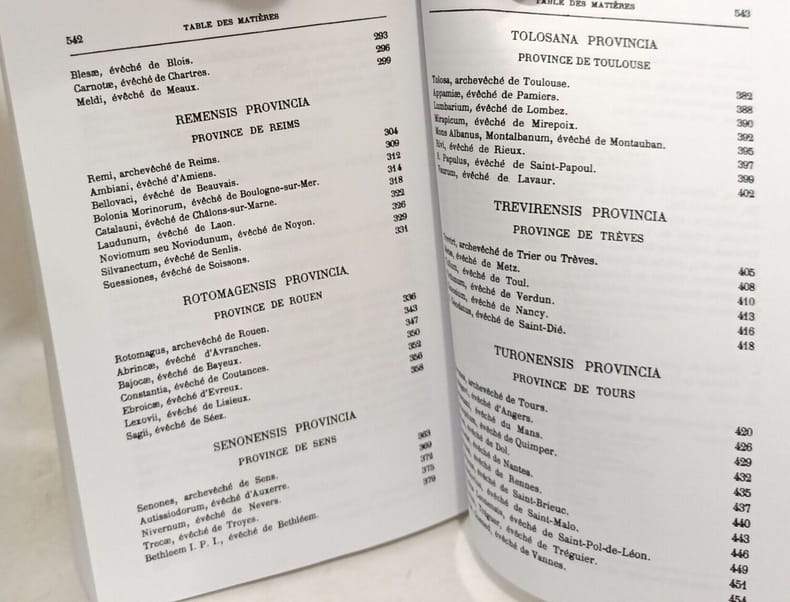 542 TABLE DES MATIÈRES
Blesæ, évêché de Blois. 293
Carnotæ, évêché de Chartres. 296
Meldi, évêché de Meaux. 299
REMENSIS PROVINCIA
PROVINCE DE REIMS
Remi, archevêché de Reims. 304
Ambiani, évêché d'Amiens. 309
Bellovaci, évêché de Beauvais. 312
Bolonia Morinorum, évêché de Boulogne-sur-Mer. 314
Catalauni, évêché de Châlons-sur-Marne. 318
Laudunum, évêché de Laon. 322
Noviomum seu Noviodunum, évêché de Noyon. 326
Silvanectum, évêché de Senlis. 329
Suessiones, évêché de Soissons. 331
ROTOMAGENSIS PROVINCIA
PROVINCE DE ROUEN
Rotomagus, archevêché de Rouen. 336
Abrincæ, évêché d'Avranches. 343
Bajocæ, évêché de Bayeux. 347
Constantia, évêché de Coutances. 350
Ebroicæ, évêché d'Evreux. 352
Lexovii, évêché de Lisieux. 356
Sagii, évêché de Séez. 358
SENONENSIS PROVINCIA
PROVINCE DE SENS
Senones, archevêché de Sens. 363
Autissiodorum, évêché d'Auxerre. 369
Nivernum, évêché de Nevers. 372
Trecæ, évêché de Troyes. 375
Bethleem I. P. I., évêché de Bethléem. 379
TABLE DES MATIÈRES 543
TOLOSANA PROVINCIA
PROVINCE DE TOULOUSE
Tolosa, archevêché de Toulouse. 382
Appamiæ, évêché de Pamiers. 388
Lumbarium, évêché de Lombez. 390
Mirapicum, évêché de Mirepoix. 392
Mons Albanus, Montalbanum, évêché de Montauban. 395
Rivi, évêché de Rieux. 397
S. Papulus, évêché de Saint-Papoul. 399
Vaurum, évêché de Lavaur. 402
TREVIRENSIS PROVINCIA
PROVINCE DE TRÈVES
archevêché de Trier ou Trèves. 405
évêché de Metz. 408
évêché de Toul. 410
évêché de Verdun. 413
évêché de Nancy. 416
évêché de Saint-Dié. 418
TURONENSIS PROVINCIA
PROVINCE DE TOURS
archevêché de Tours. 420
évêché d'Angers. 426
évêché du Mans. 429
évêché de Quimper. 432
évêché de Dol. 435
évêché de Nantes. 437
évêché de Rennes. 440
évêché de Saint-Brieuc. 443
évêché de Saint-Malo. 446
évêché de Saint-Pol-de-Léon. 449
évêché de Tréguier. 451
évêché de Vannes. 454